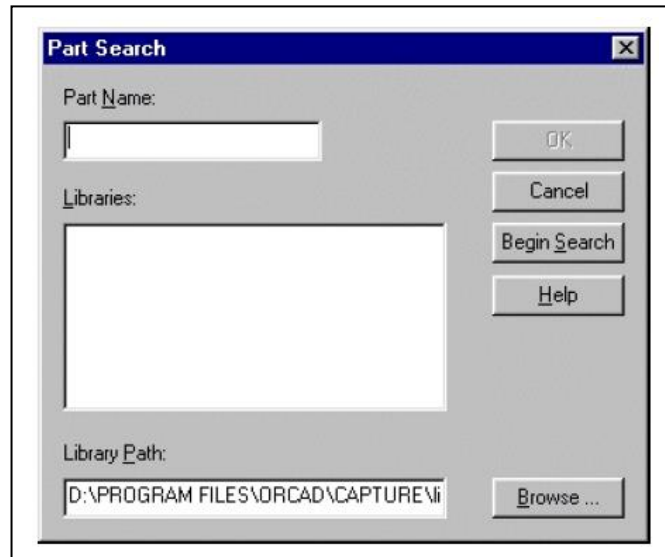 Part Search
Part Name:
OK
Libraries:
Cancel
Begin Search
Help
Library Path:
D:\PROGRAM FILES\ORCAD\CAPTURE\li
Browse ...